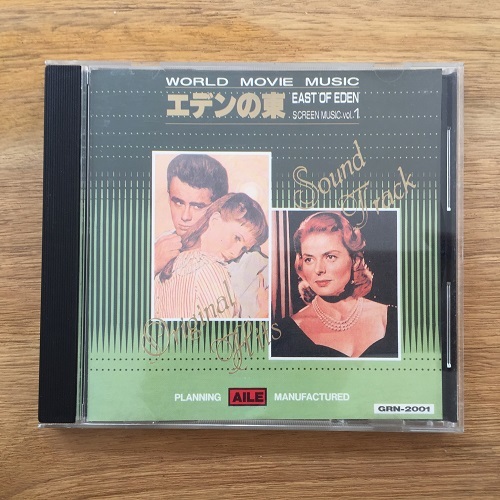 WORLD MOVIE MUSIC
エデンの東
EAST OF EDEN
SCREEN MUSIC vol.1
Sound
Track
Original
Hits
PLANNING AILE MANUFACTURED
GRN-2001